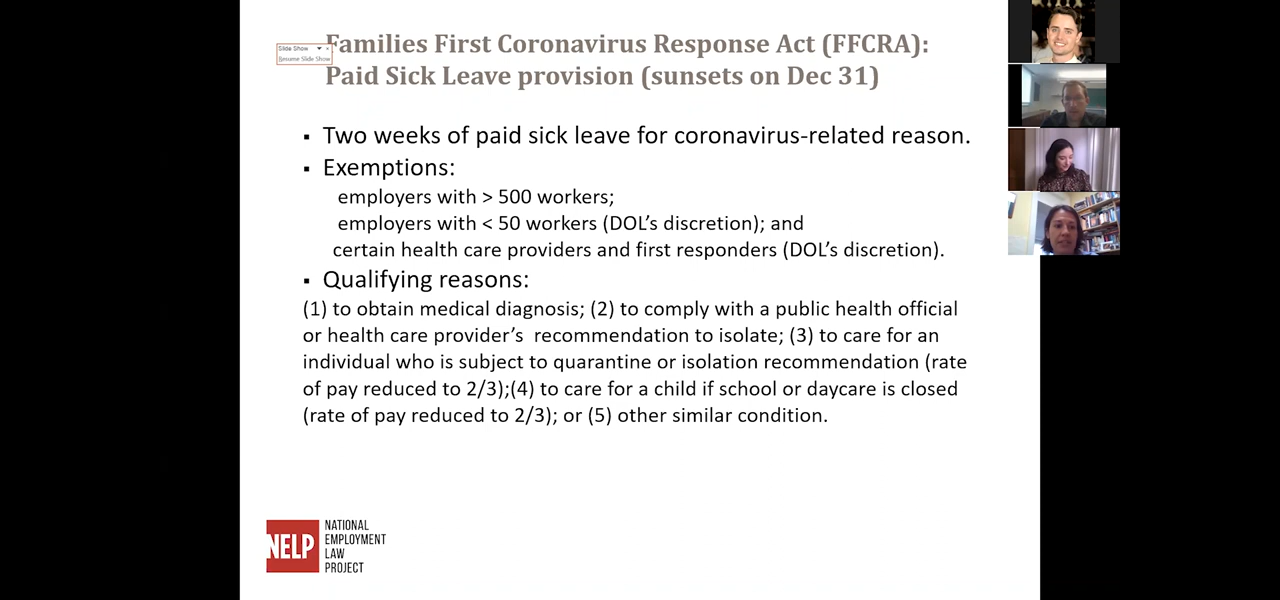 Families First Coronavirus Response Act (FFCRA):
Slide Show
Resume Slide Show
Paid Sick Leave provision (sunsets on Dec 31)
▪ Two weeks of paid sick leave for coronavirus-related reason.
▪ Exemptions:
employers with > 500 workers;
employers with < 50 workers (DOL’s discretion); and
certain health care providers and first responders (DOL’s discretion).
▪ Qualifying reasons:
(1) to obtain medical diagnosis; (2) to comply with a public health official
or health care provider’s recommendation to isolate; (3) to care for an
individual who is subject to quarantine or isolation recommendation (rate
of pay reduced to 2/3);(4) to care for a child if school or daycare is closed
(rate of pay reduced to 2/3); or (5) other similar condition.
NELP
NATIONAL
EMPLOYMENT
LAW
PROJECT